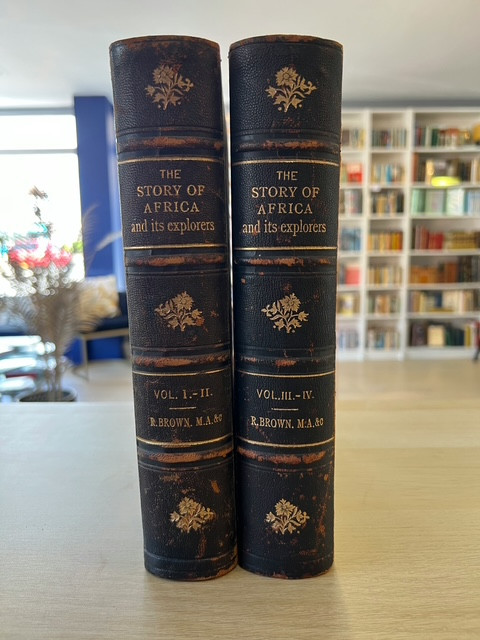 THE
STORY OF
AFRICA
and its explorers
VOL. I.-II.
R. BROWN, M.A.&c
THE
STORY OF
AFRICA
and its explorers
VOL. III.-IV.
R. BROWN, M.A.&c